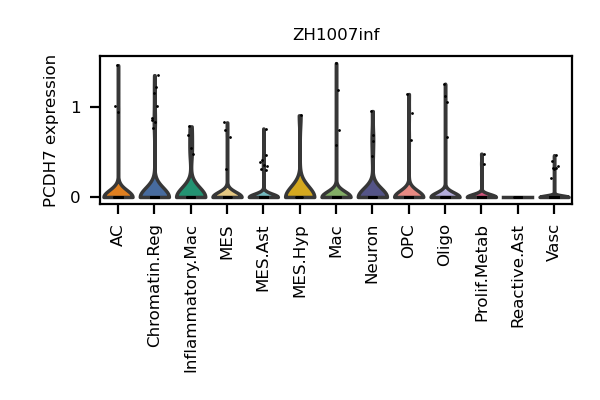 ZH1007inf
PCDH7 expression
1
0
AC
Chromatin.Reg
Inflammatory.Mac
MES
MES.Ast
MES.Hyp
Mac
Neuron
OPC
Oligo
Prolif.Metab
Reactive.Ast
Vasc